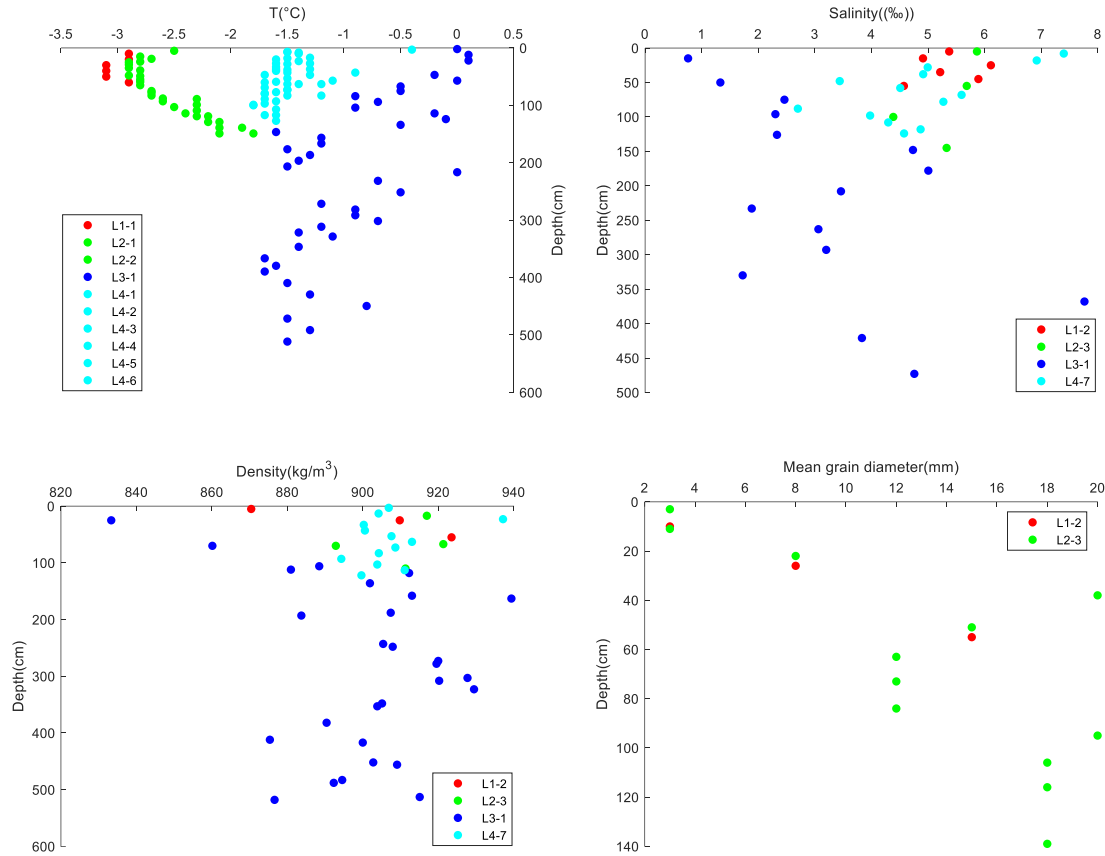 T(°C)
-3.5 -3 -2.5 -2 -1.5 -1 -0.5 0 0.5
0
100
200
300
400
500
600
Depth(cm)
L1-1
L2-1
L2-2
L3-1
L4-1
L4-2
L4-3
L4-4
L4-5
L4-6
Salinity((‰))
0 1 2 3 4 5 6 7 8
0
50
100
150
200
250
300
350
400
450
500
Depth(cm)
L1-2
L2-3
L3-1
L4-7
Density(kg/m³)
820 840 860 880 900 920 940
0
100
200
300
400
500
600
Depth(cm)
L1-2
L2-3
L3-1
L4-7
Mean grain diameter(mm)
2 4 6 8 10 12 14 16 18 20
0
20
40
60
80
100
120
140
Depth(cm)
L1-2
L2-3